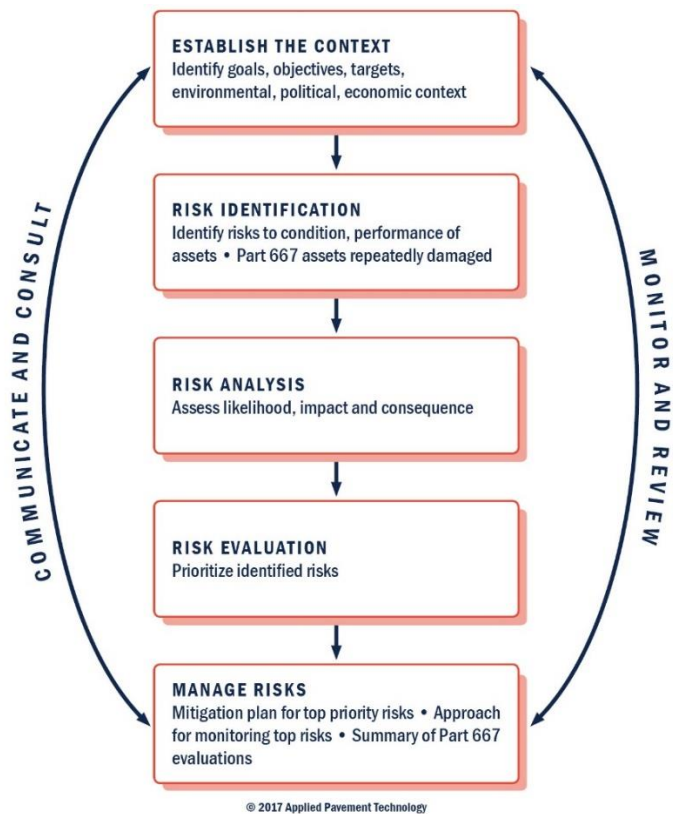 ESTABLISH THE CONTEXT
Identify goals, objectives, targets,
environmental, political, economic context
RISK IDENTIFICATION
Identify risks to condition, performance of
assets • Part 667 assets repeatedly damaged
RISK ANALYSIS
Assess likelihood, impact and consequence
RISK EVALUATION
Prioritize identified risks
MANAGE RISKS
Mitigation plan for top priority risks • Approach
for monitoring top risks • Summary of Part 667
evaluations
COMMUNICATE AND CONSULT
MONITOR AND REVIEW
© 2017 Applied Pavement Technology